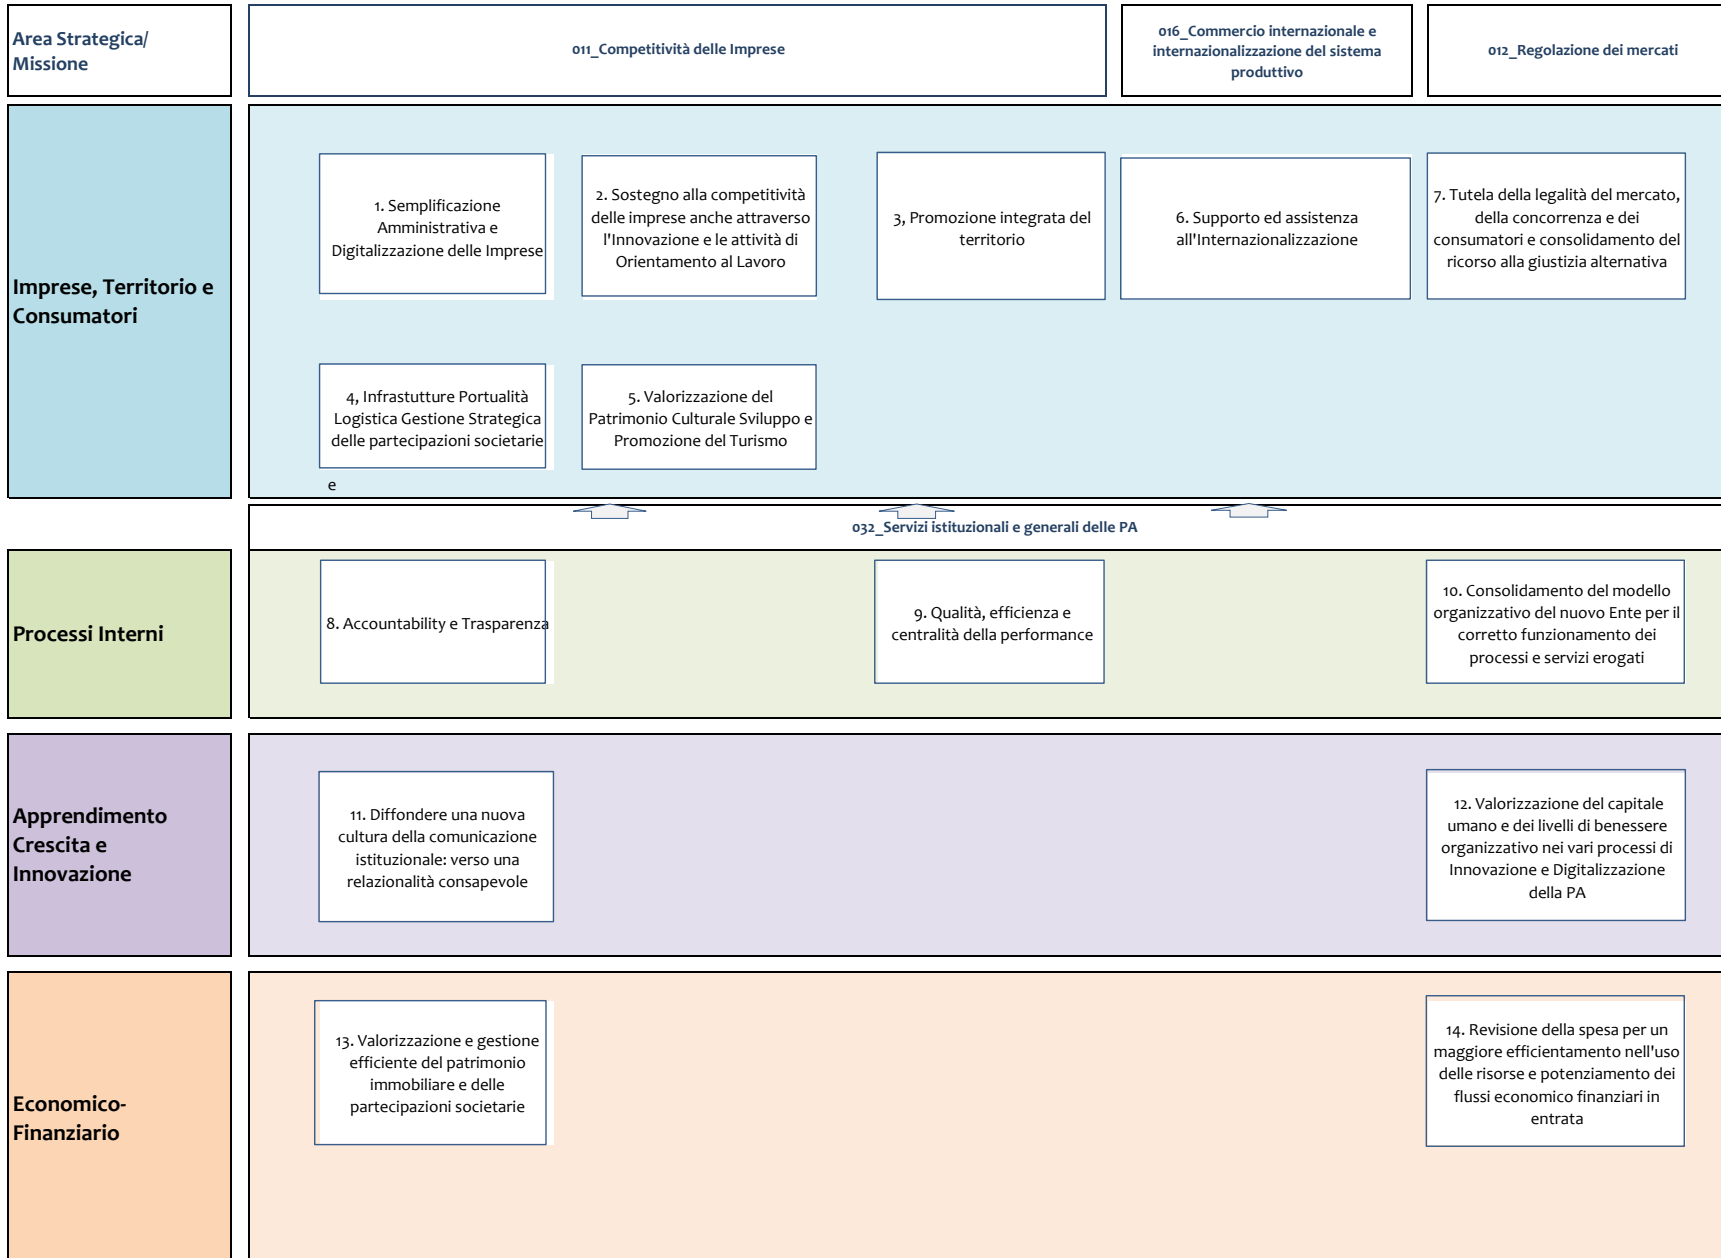 Area Strategica/
Missione
011_Competitività delle Imprese
016_Commercio internazionale e
internazionalizzazione del sistema
produttivo
012_Regolazione dei mercati
Imprese, Territorio e
Consumatori
1. Semplificazione
Amministrativa e
Digitalizzazione delle Imprese
2. Sostegno alla competitività
delle imprese anche attraverso
l'Innovazione e le attività di
Orientamento al Lavoro
3, Promozione integrata del
territorio
6. Supporto ed assistenza
all'Internazionalizzazione
7. Tutela della legalità del mercato,
della concorrenza e dei
consumatori e consolidamento del
ricorso alla giustizia alternativa
4, Infrastutture Portualità
Logistica Gestione Strategica
delle partecipazioni societarie
5. Valorizzazione del
Patrimonio Culturale Sviluppo e
Promozione del Turismo
e
032_Servizi istituzionali e generali delle PA
Processi Interni
8. Accountability e Trasparenza
9. Qualità, efficienza e
centralità della performance
10. Consolidamento del modello
organizzativo del nuovo Ente per il
corretto funzionamento dei
processi e servizi erogati
Apprendimento
Crescita e
Innovazione
11. Diffondere una nuova
cultura della comunicazione
istituzionale: verso una
relazionalità consapevole
12. Valorizzazione del capitale
umano e dei livelli di benessere
organizzativo nei vari processi di
Innovazione e Digitalizzazione
della PA
Economico-
Finanziario
13. Valorizzazione e gestione
efficiente del patrimonio
immobiliare e delle
partecipazioni societarie
14. Revisione della spesa per un
maggiore efficientamento nell'uso
delle risorse e potenziamento dei
flussi economico finanziari in
entrata